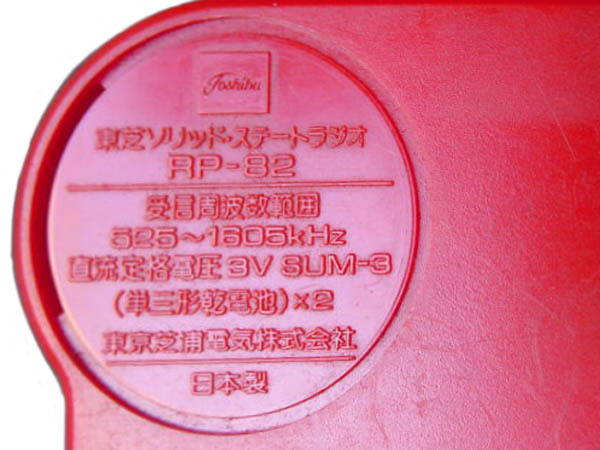 Toshiba
東芝ソリッド・ステートラジオ
RP-82
受信周波数範囲
525~1605kHz
直流定格電圧 3V SUM-3
(単三形乾電池)×2
東京芝浦電気株式会社
日本製